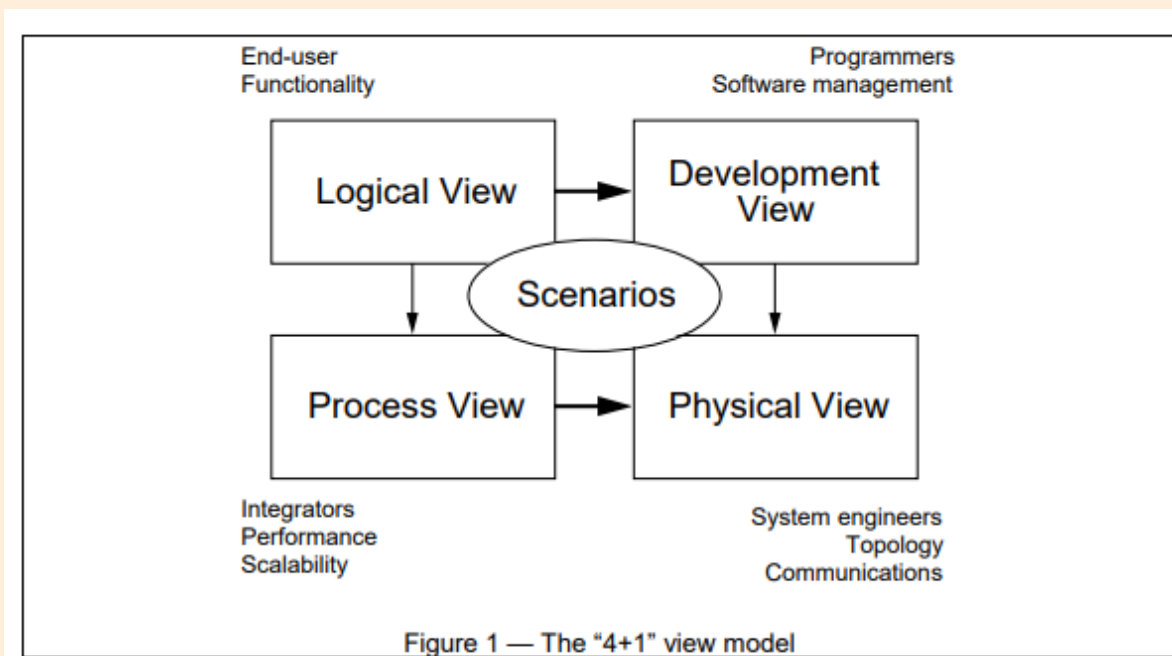 End-user
Functionality
Programmers
Software management
Logical View
Development
View
Scenarios
Process View
Physical View
Integrators
Performance
Scalability
System engineers
Topology
Communications
Figure 1 — The “4+1” view model